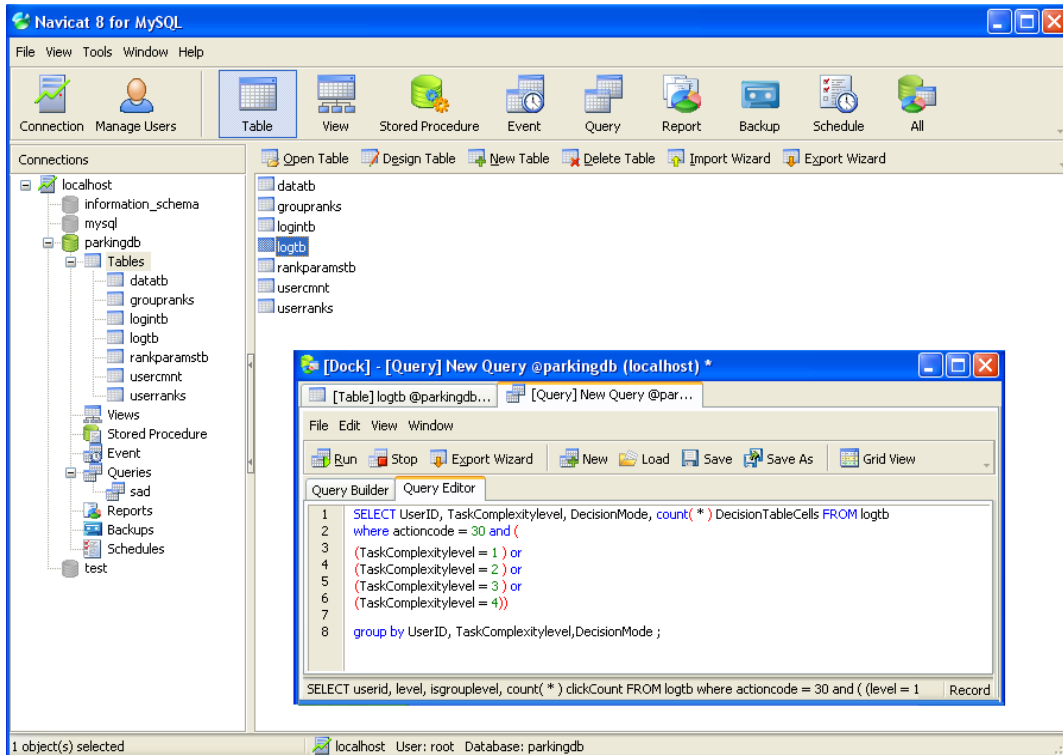 Navicat 8 for MySQL
File View Tools Window Help
Connection Manage Users Table View Stored Procedure Event Query Report Backup Schedule All
Connections
Open Table Design Table New Table Delete Table Import Wizard Export Wizard
localhost
information_schema
mysql
parkingdb
Tables
datatb
groupranks
logintb
logtb
rankparamstb
usercmnt
userranks
Views
Stored Procedure
Event
Queries
sad
Reports
Backups
Schedules
test
datatb
groupranks
logintb
logtb
rankparamstb
usercmnt
userranks
[Dock] - [Query] New Query @parkingdb (localhost) *
[Table] logtb @parkingdb... [Query] New Query @par...
File Edit View Window
Run Stop Export Wizard New Load Save Save As Grid View
Query Builder Query Editor
1 SELECT UserID, TaskComplexitylevel, DecisionMode, count( * ) DecisionTableCells FROM logtb
2 where actioncode = 30 and (
3 (TaskComplexitylevel = 1 ) or
4 (TaskComplexitylevel = 2 ) or
5 (TaskComplexitylevel = 3 ) or
6 (TaskComplexitylevel = 4))
7
8 group by UserID, TaskComplexitylevel,DecisionMode ;
SELECT userid, level, isgrouplevel, count( * ) clickCount FROM logtb where actioncode = 30 and ( (level = 1 Record
1 object(s) selected localhost User: root Database: parkingdb